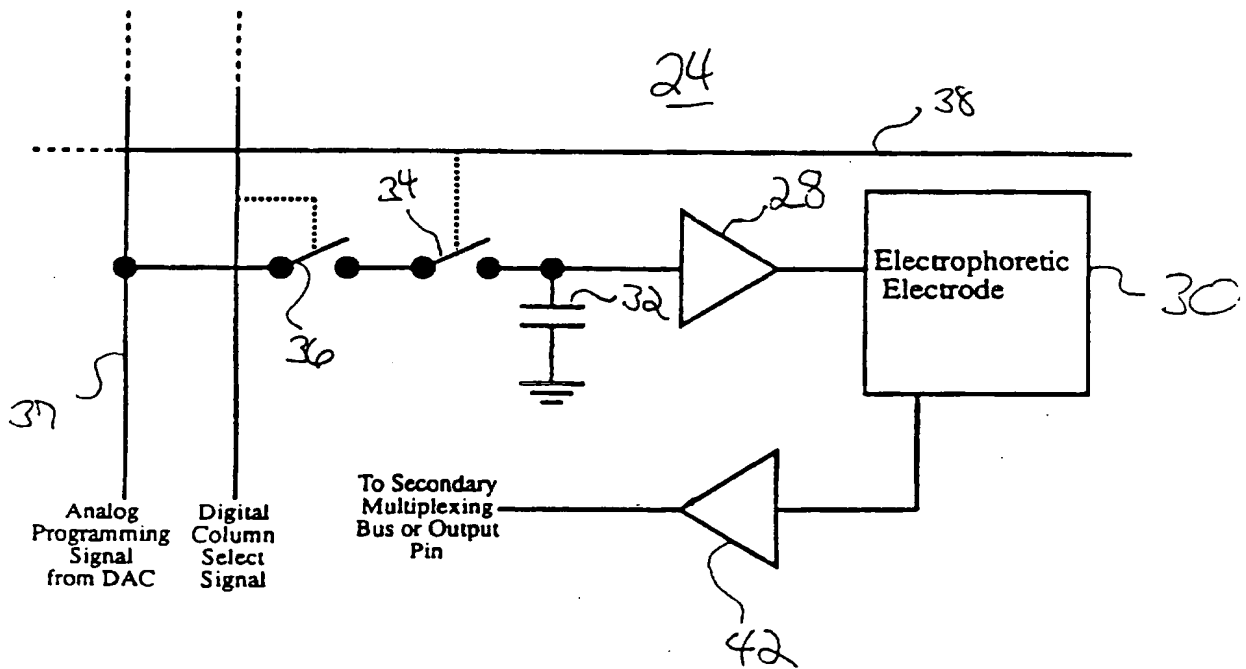 24
38
34
28
Electrophoretic
Electrode
32
30
36
37
To Secondary
Multiplexing
Bus or Output
Pin
Analog
Programming
Signal
from DAC
Digital
Column
Select
Signal
42